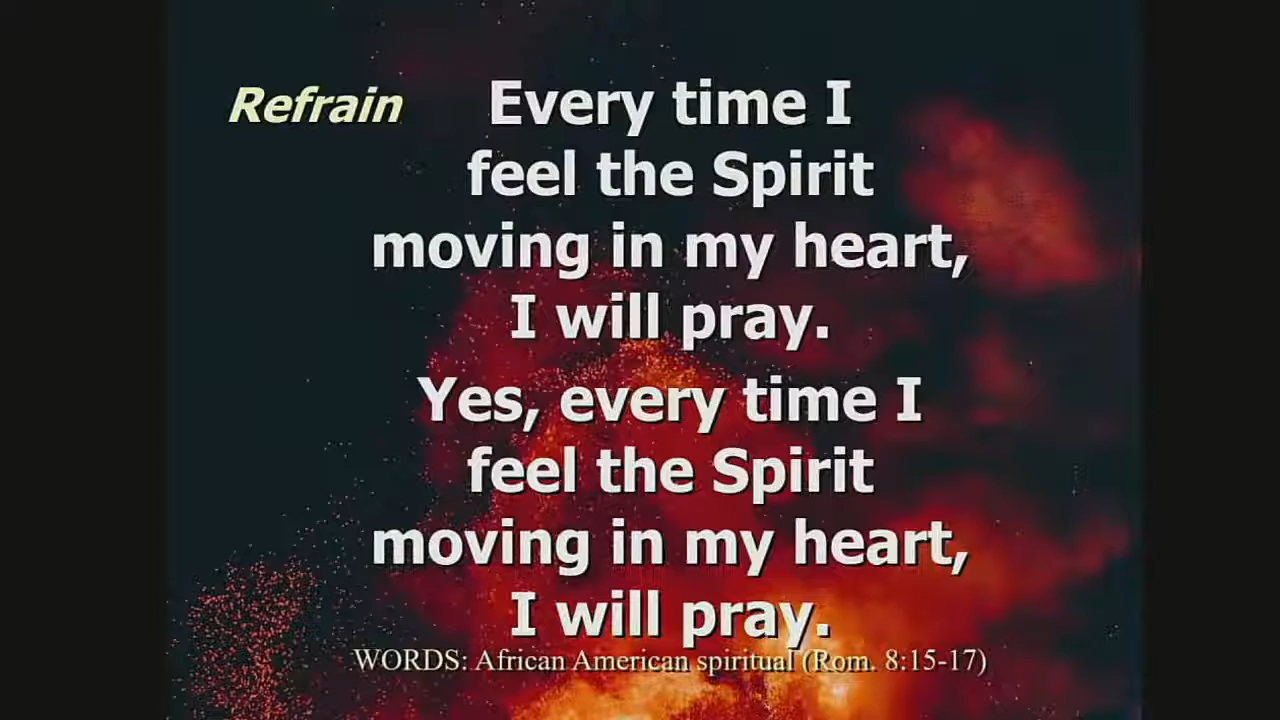 Refrain Every time I
feel the Spirit
moving in my heart,
I will pray.
Yes, every time I
feel the Spirit
moving in my heart,
I will pray.
WORDS: African American spiritual (Rom. 8:15-17)